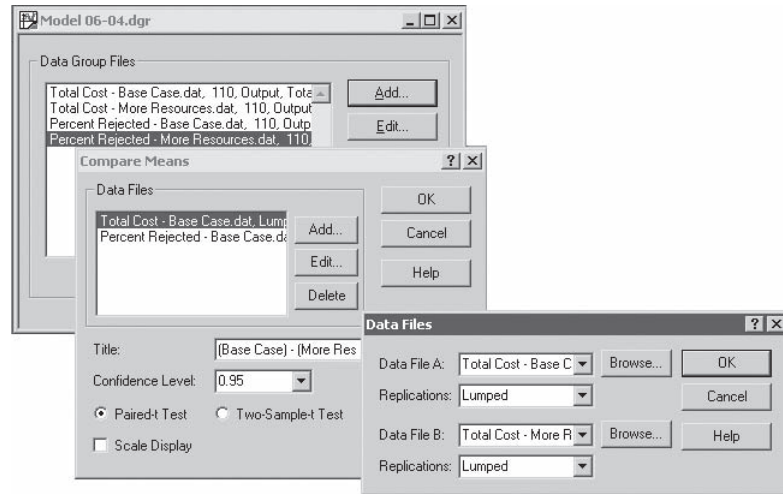 Model 06-04.dgr
Data Group Files
Total Cost - Base Case.dat, 110, Output, Tota
Total Cost - More Resources.dat, 110, Output
Percent Rejected - Base Case.dat, 110, Outp
Percent Rejected - More Resources.dat, 110,
Add...
Edit...
Compare Means
Data Files
Total Cost - Base Case.dat, Lump
Percent Rejected - Base Case.da
Add...
Edit...
Delete
OK
Cancel
Help
Title: (Base Case) - (More Res
Confidence Level: 0.95
Paired-t Test Two-Sample-t Test
Scale Display
Data Files
Data File A: Total Cost - Base C Browse... OK
Replications: Lumped Cancel
Data File B: Total Cost - More R Browse... Help
Replications: Lumped